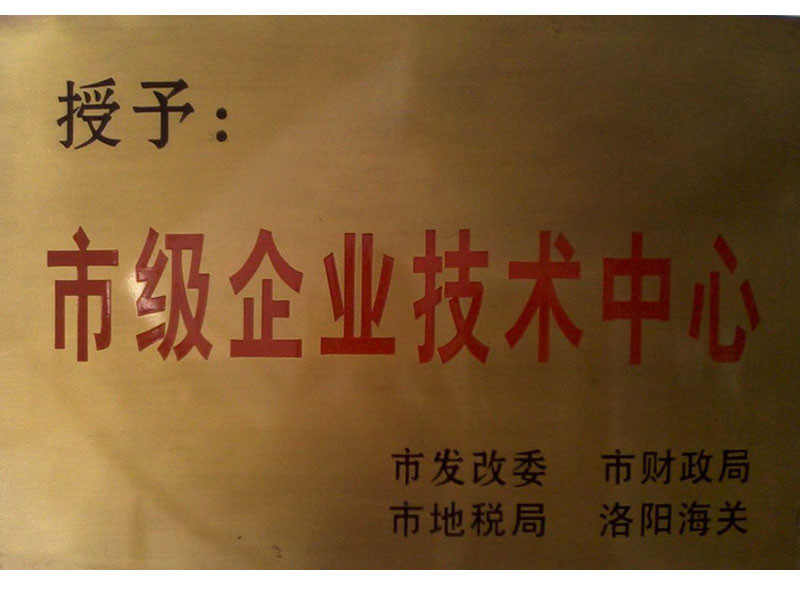 授予：
市级企业技术中心
市发改委 市财政局
市地税局 洛阳海关